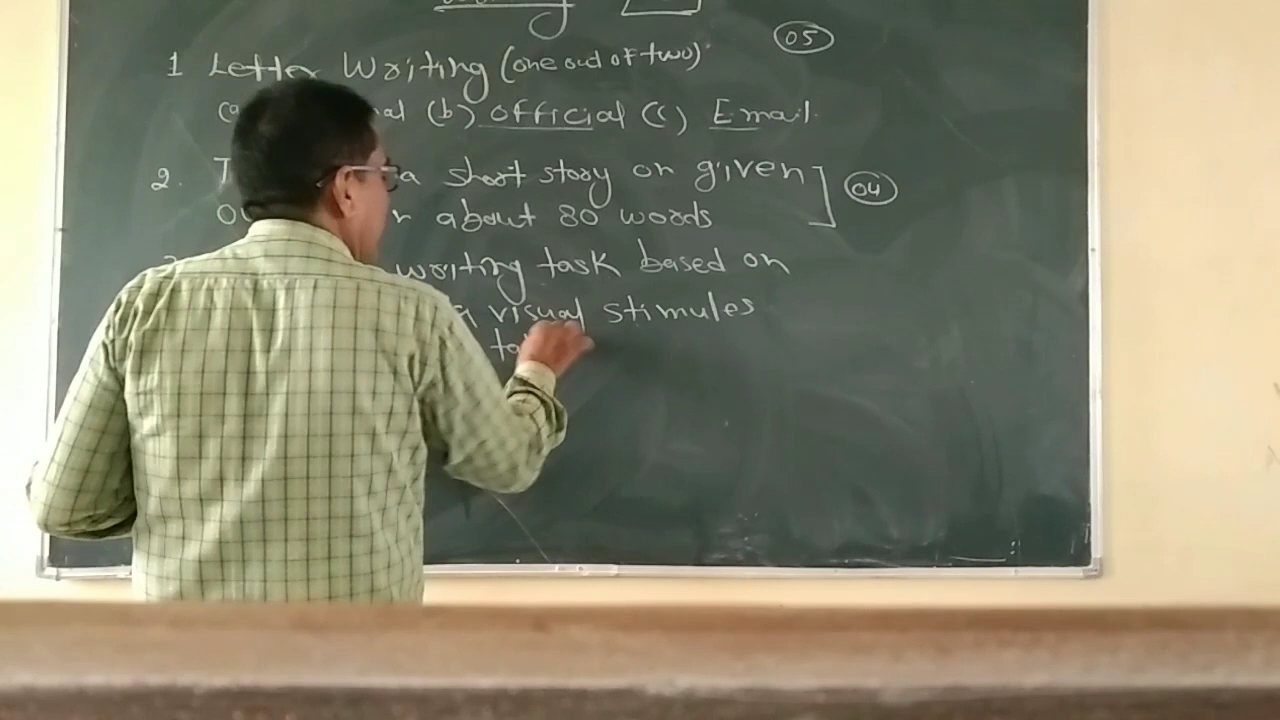 05
1 Letter Writing (one out of two)
(b) official (c) Email.
2. a short story on given 04
about 80 words
writing task based on
a visual stimules